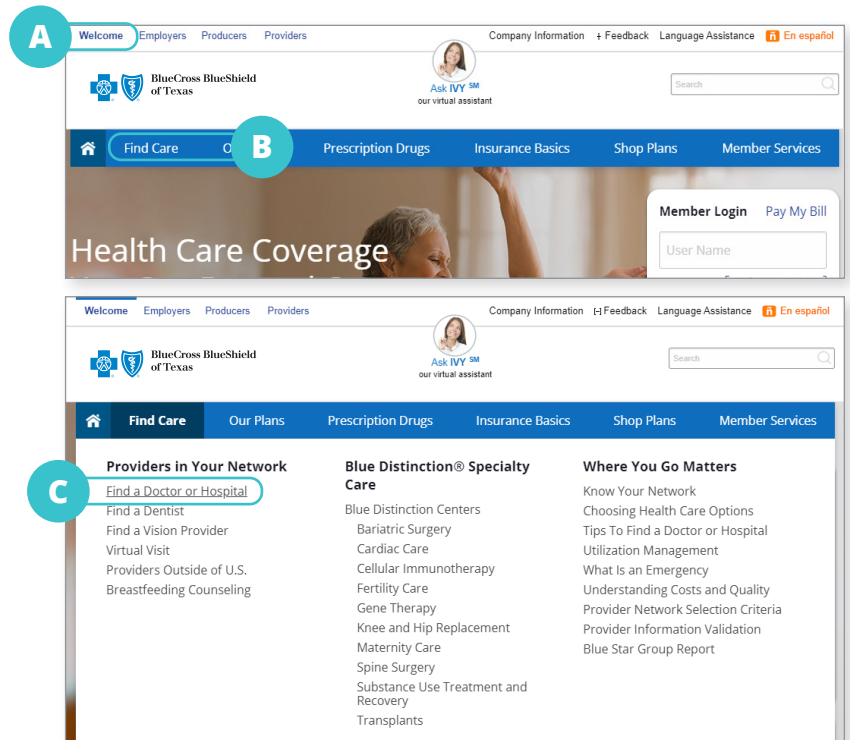 A
Welcome Employers Producers Providers
Company Information Feedback Language Assistance En español
BlueCross BlueShield
of Texas
Ask IVY SM
our virtual assistant
Search
Find Care O B Prescription Drugs Insurance Basics Shop Plans Member Services
Health Care Coverage
Member Login Pay My Bill
User Name
Welcome Employers Producers Providers
Company Information [-] Feedback Language Assistance En español
BlueCross BlueShield
of Texas
Ask IVY SM
our virtual assistant
Search
Find Care Our Plans Prescription Drugs Insurance Basics Shop Plans Member Services
C
Providers in Your Network
Find a Doctor or Hospital
Find a Dentist
Find a Vision Provider
Virtual Visit
Providers Outside of U.S.
Breastfeeding Counseling
Blue Distinction® Specialty
Care
Blue Distinction Centers
Bariatric Surgery
Cardiac Care
Cellular Immunotherapy
Fertility Care
Gene Therapy
Knee and Hip Replacement
Maternity Care
Spine Surgery
Substance Use Treatment and
Recovery
Transplants
Where You Go Matters
Know Your Network
Choosing Health Care Options
Tips To Find a Doctor or Hospital
Utilization Management
What Is an Emergency
Understanding Costs and Quality
Provider Network Selection Criteria
Provider Information Validation
Blue Star Group Report